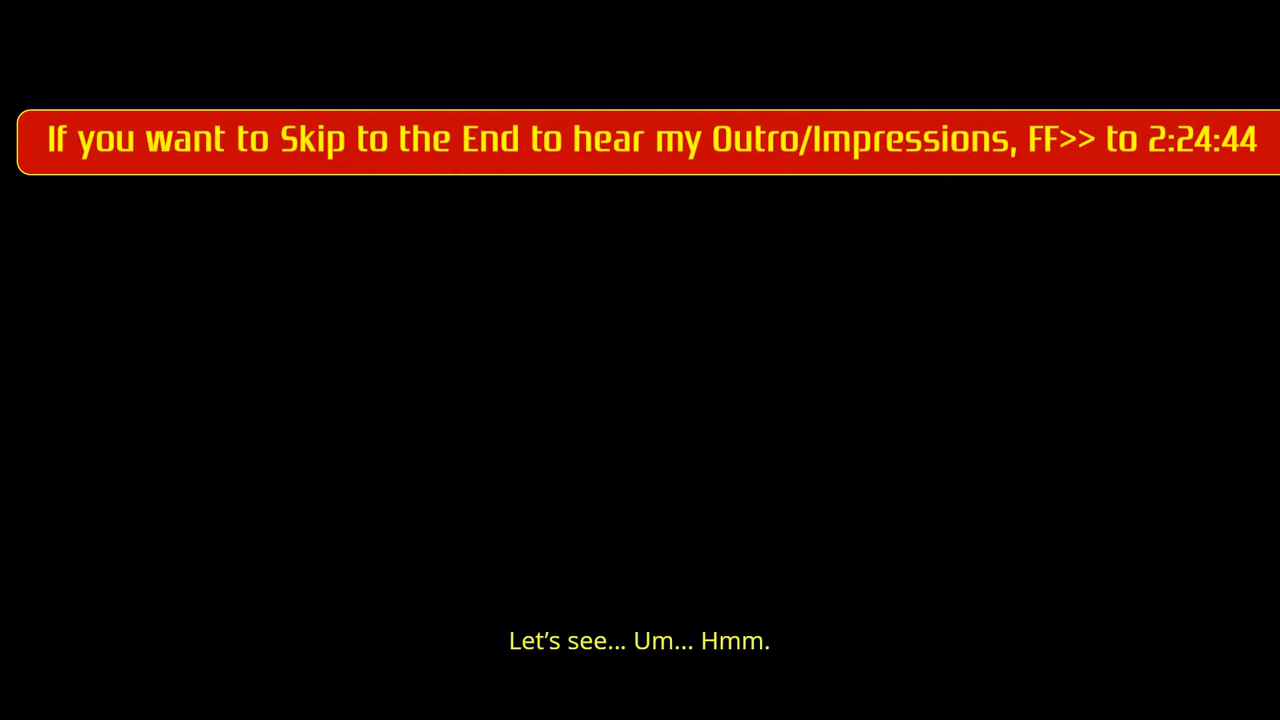 If you want to Skip to the End to hear my Outro/Impressions, FF>> to 2:24:44
Let’s see... Um... Hmm.